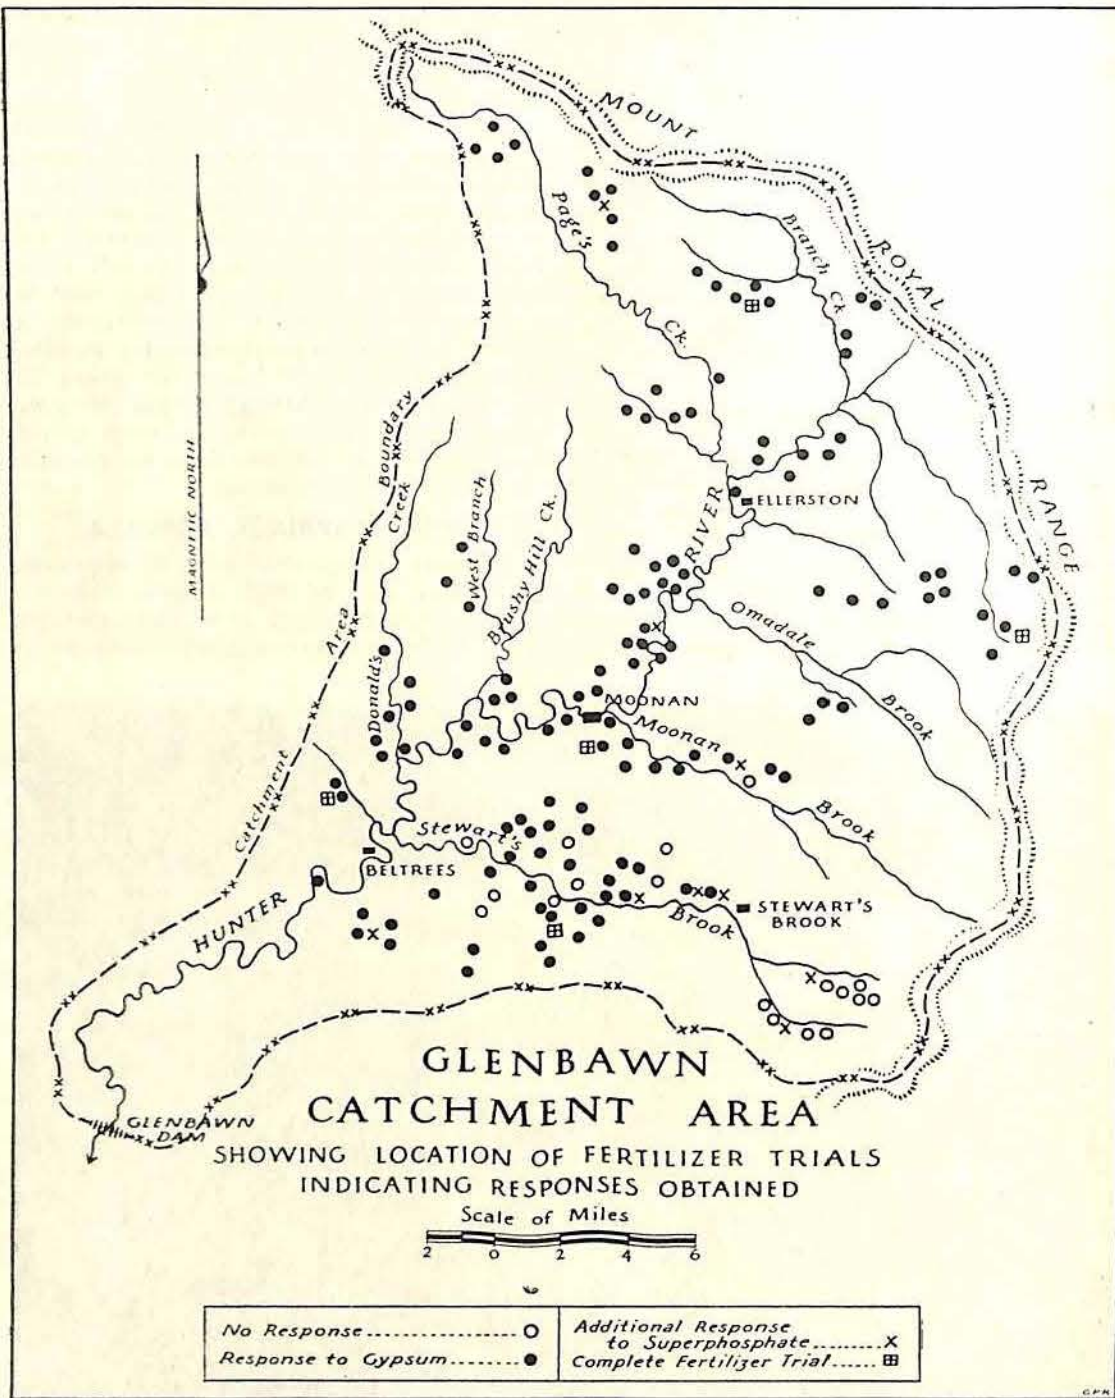 MOUNT
ROYAL
RANGE
Page's
Ck.
Branch Ck
MAGNETIC NORTH
Catchment Area Boundary
Donald's Creek
West Branch
Brushy Hill Ck.
ELLERSTON
RIVER
Omadale
Brook
MOONAN
Moonan
Brook
Stewart's
Brook
BELTREES
HUNTER
STEWART'S
BROOK
GLENBAWN
DAM
GLENBAWN
CATCHMENT AREA
SHOWING LOCATION OF FERTILIZER TRIALS
INDICATING RESPONSES OBTAINED
Scale of Miles
2 0 2 4 6
No Response
Response to Gypsum
Additional Response
to Superphosphate
Complete Fertilizer Trial